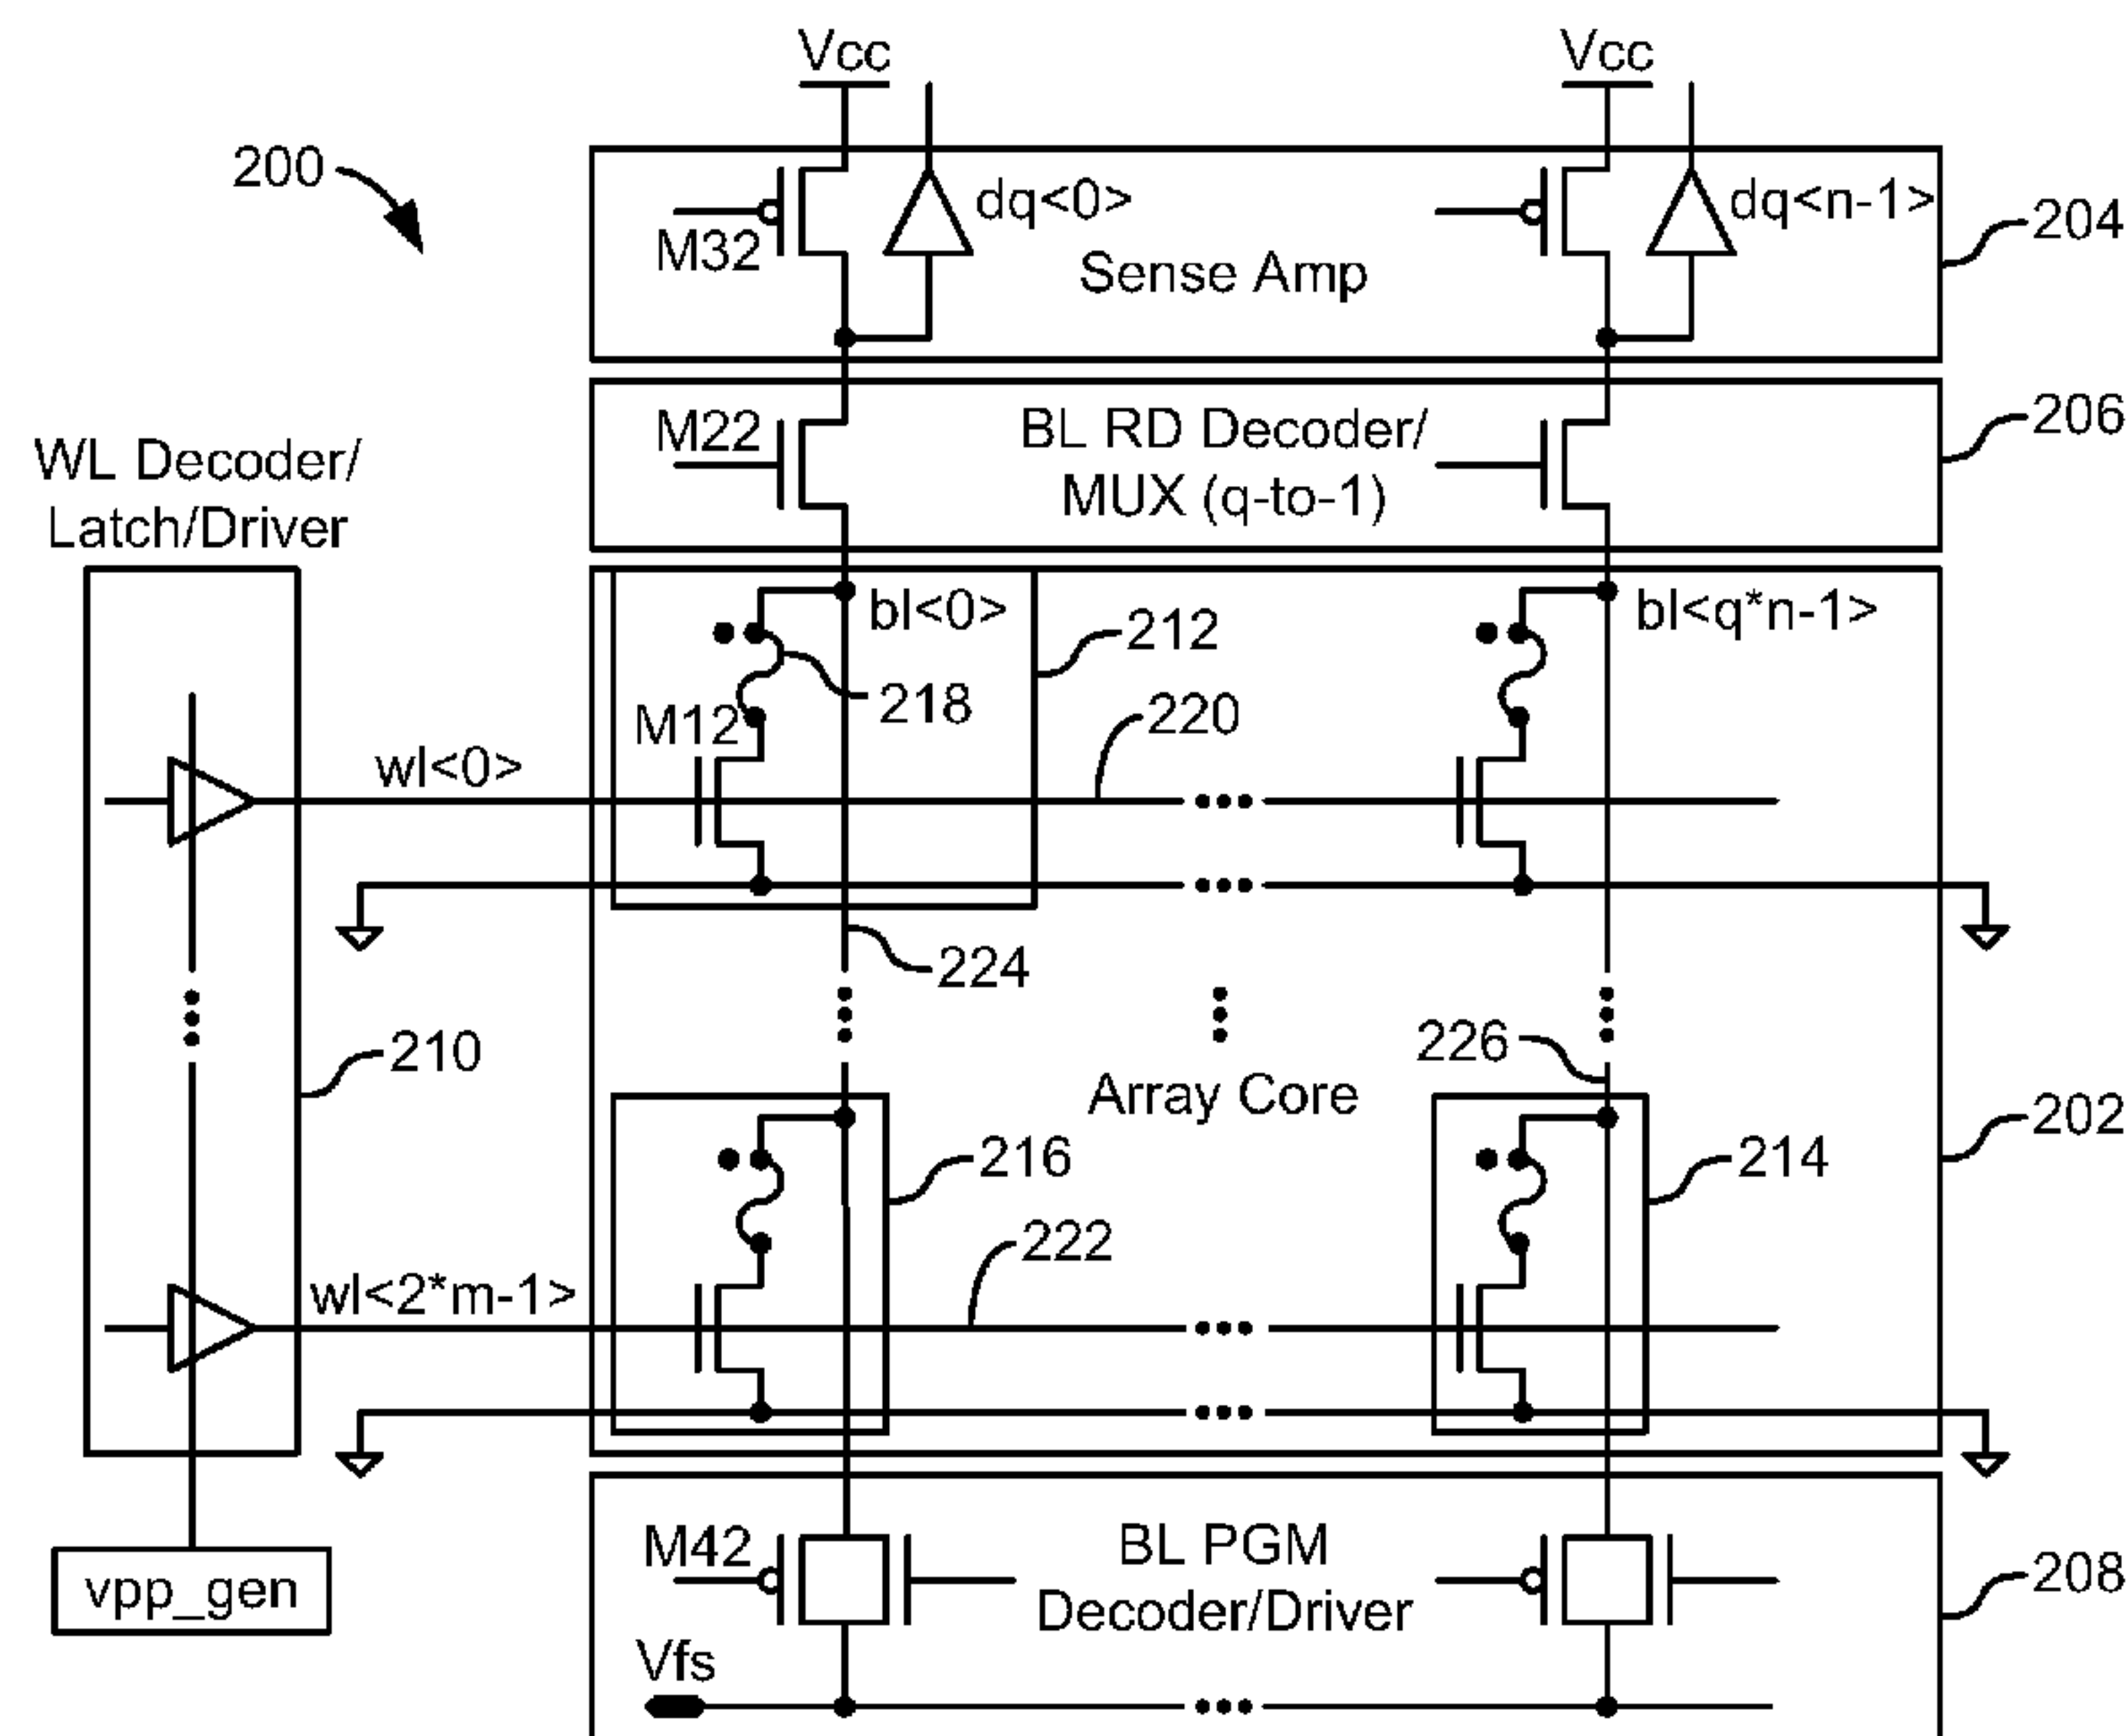 Vcc
Vcc
200
dq<0>
dq<n-1>
204
M32
Sense Amp
M22
BL RD Decoder/
MUX (q-to-1)
206
WL Decoder/
Latch/Driver
bl<0>
bl<q*n-1>
212
218
220
M12
wl<0>
224
210
226
Array Core
202
216
214
222
wl<2*m-1>
M42
BL PGM
Decoder/Driver
208
vpp_gen
Vfs